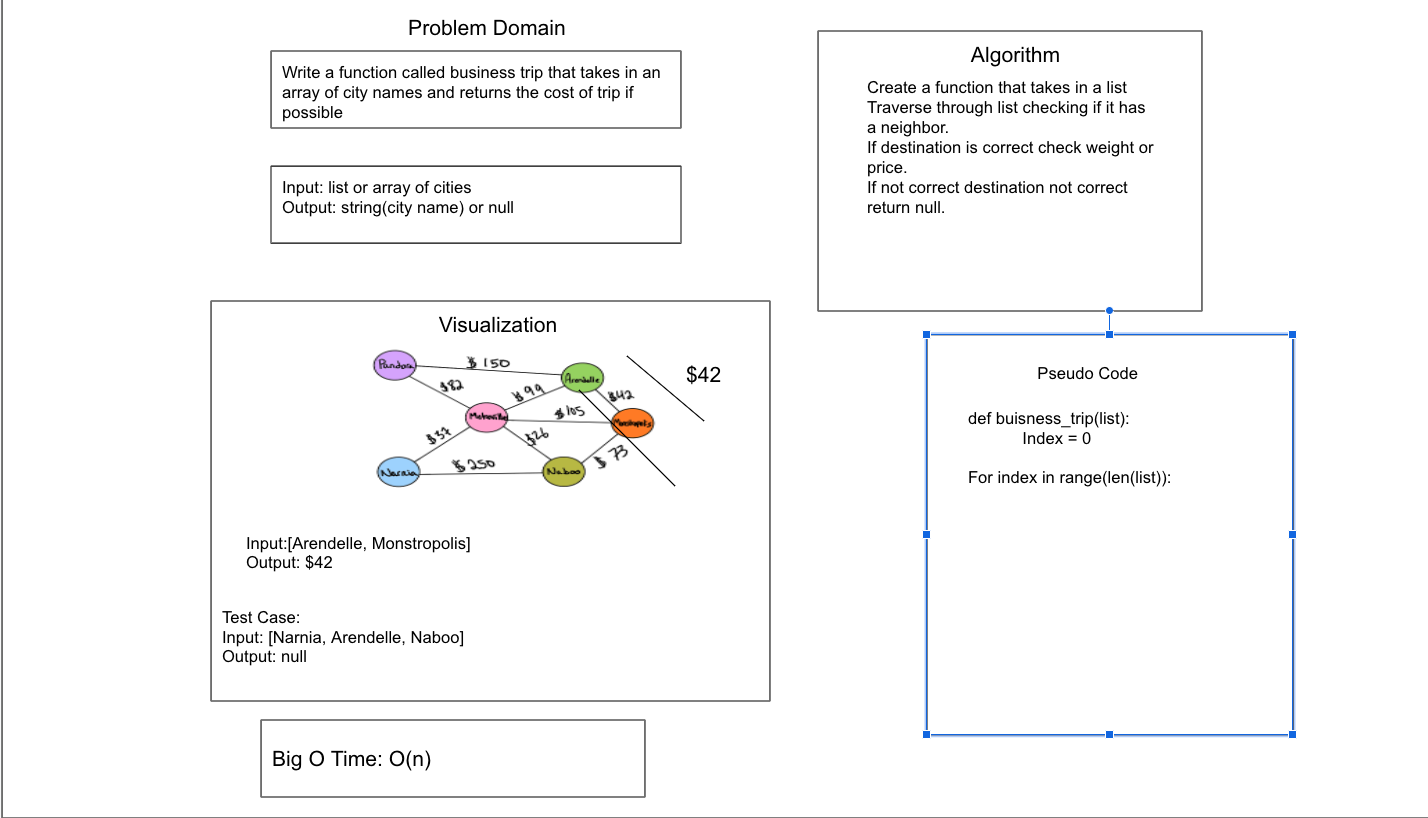 Problem Domain
Write a function called business trip that takes in an
array of city names and returns the cost of trip if
possible
Input: list or array of cities
Output: string(city name) or null
Visualization
Pandora
$150
Arendelle
$82
$99
$42
$42
Metroville
$105
Monstropolis
$37
$26
$73
Narnia
$250
Naboo
Input:[Arendelle, Monstropolis]
Output: $42
Test Case:
Input: [Narnia, Arendelle, Naboo]
Output: null
Big O Time: O(n)
Algorithm
Create a function that takes in a list
Traverse through list checking if it has
a neighbor.
If destination is correct check weight or
price.
If not correct destination not correct
return null.
Pseudo Code
def buisness_trip(list):
Index = 0
For index in range(len(list)):